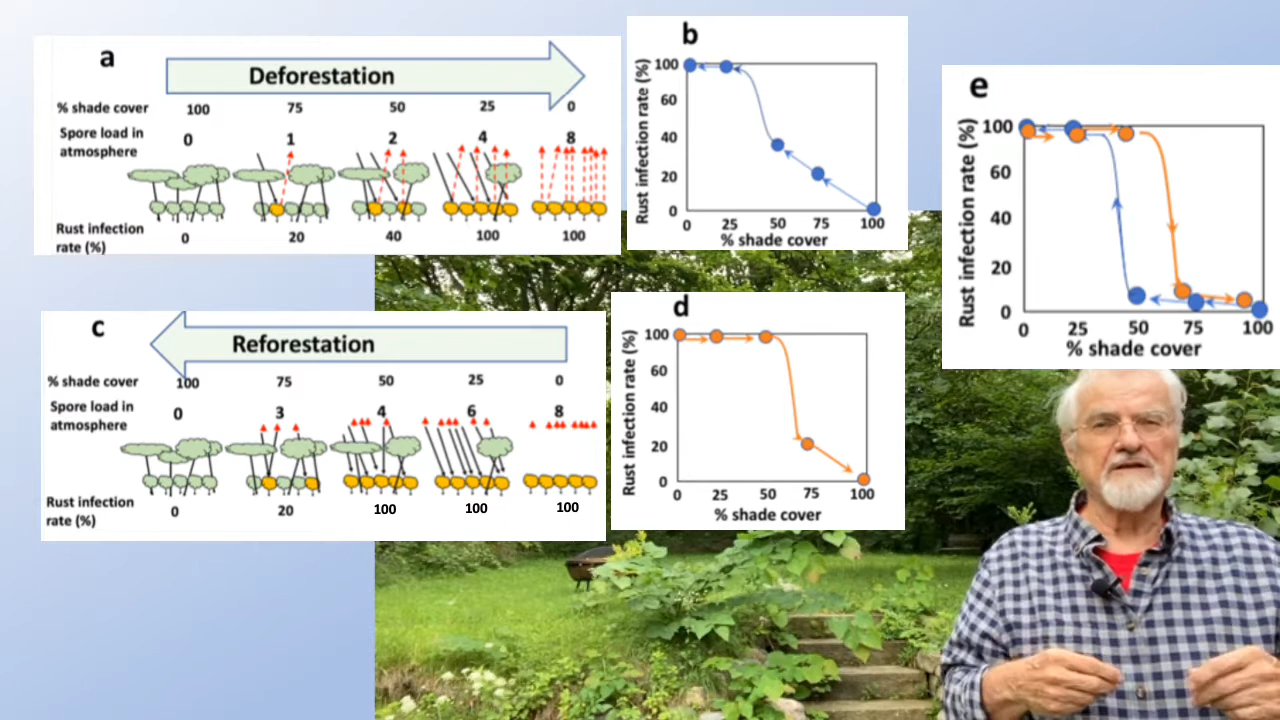 a
Deforestation
% shade cover 100 75 50 25 0
Spore load in
atmosphere
0 1 2 4 8
Rust infection
rate (%)
0 20 40 100 100
b
Rust infection rate (%)
100
60
40
20
0
0 25 50 75 100
% shade cover
c
Reforestation
% shade cover 100 75 50 25 0
Spore load in
atmosphere
0 3 4 6 8
Rust infection
rate (%)
0 20 100 100 100
d
Rust infection rate (%)
100
60
40
20
0
0 25 50 75 100
% shade cover
e
Rust infection rate (%)
100
60
40
20
0
0 25 50 75 100
% shade cover